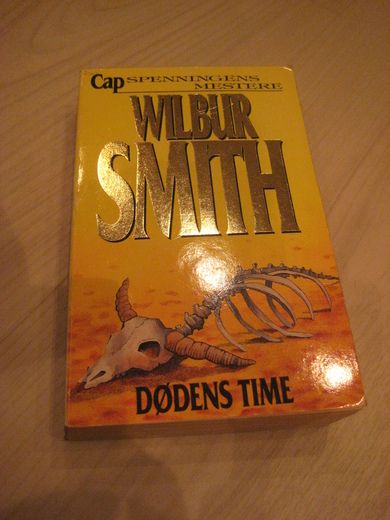 Cap SPENNINGENS
MESTERE
WILBUR
SMITH
DØDENS TIME